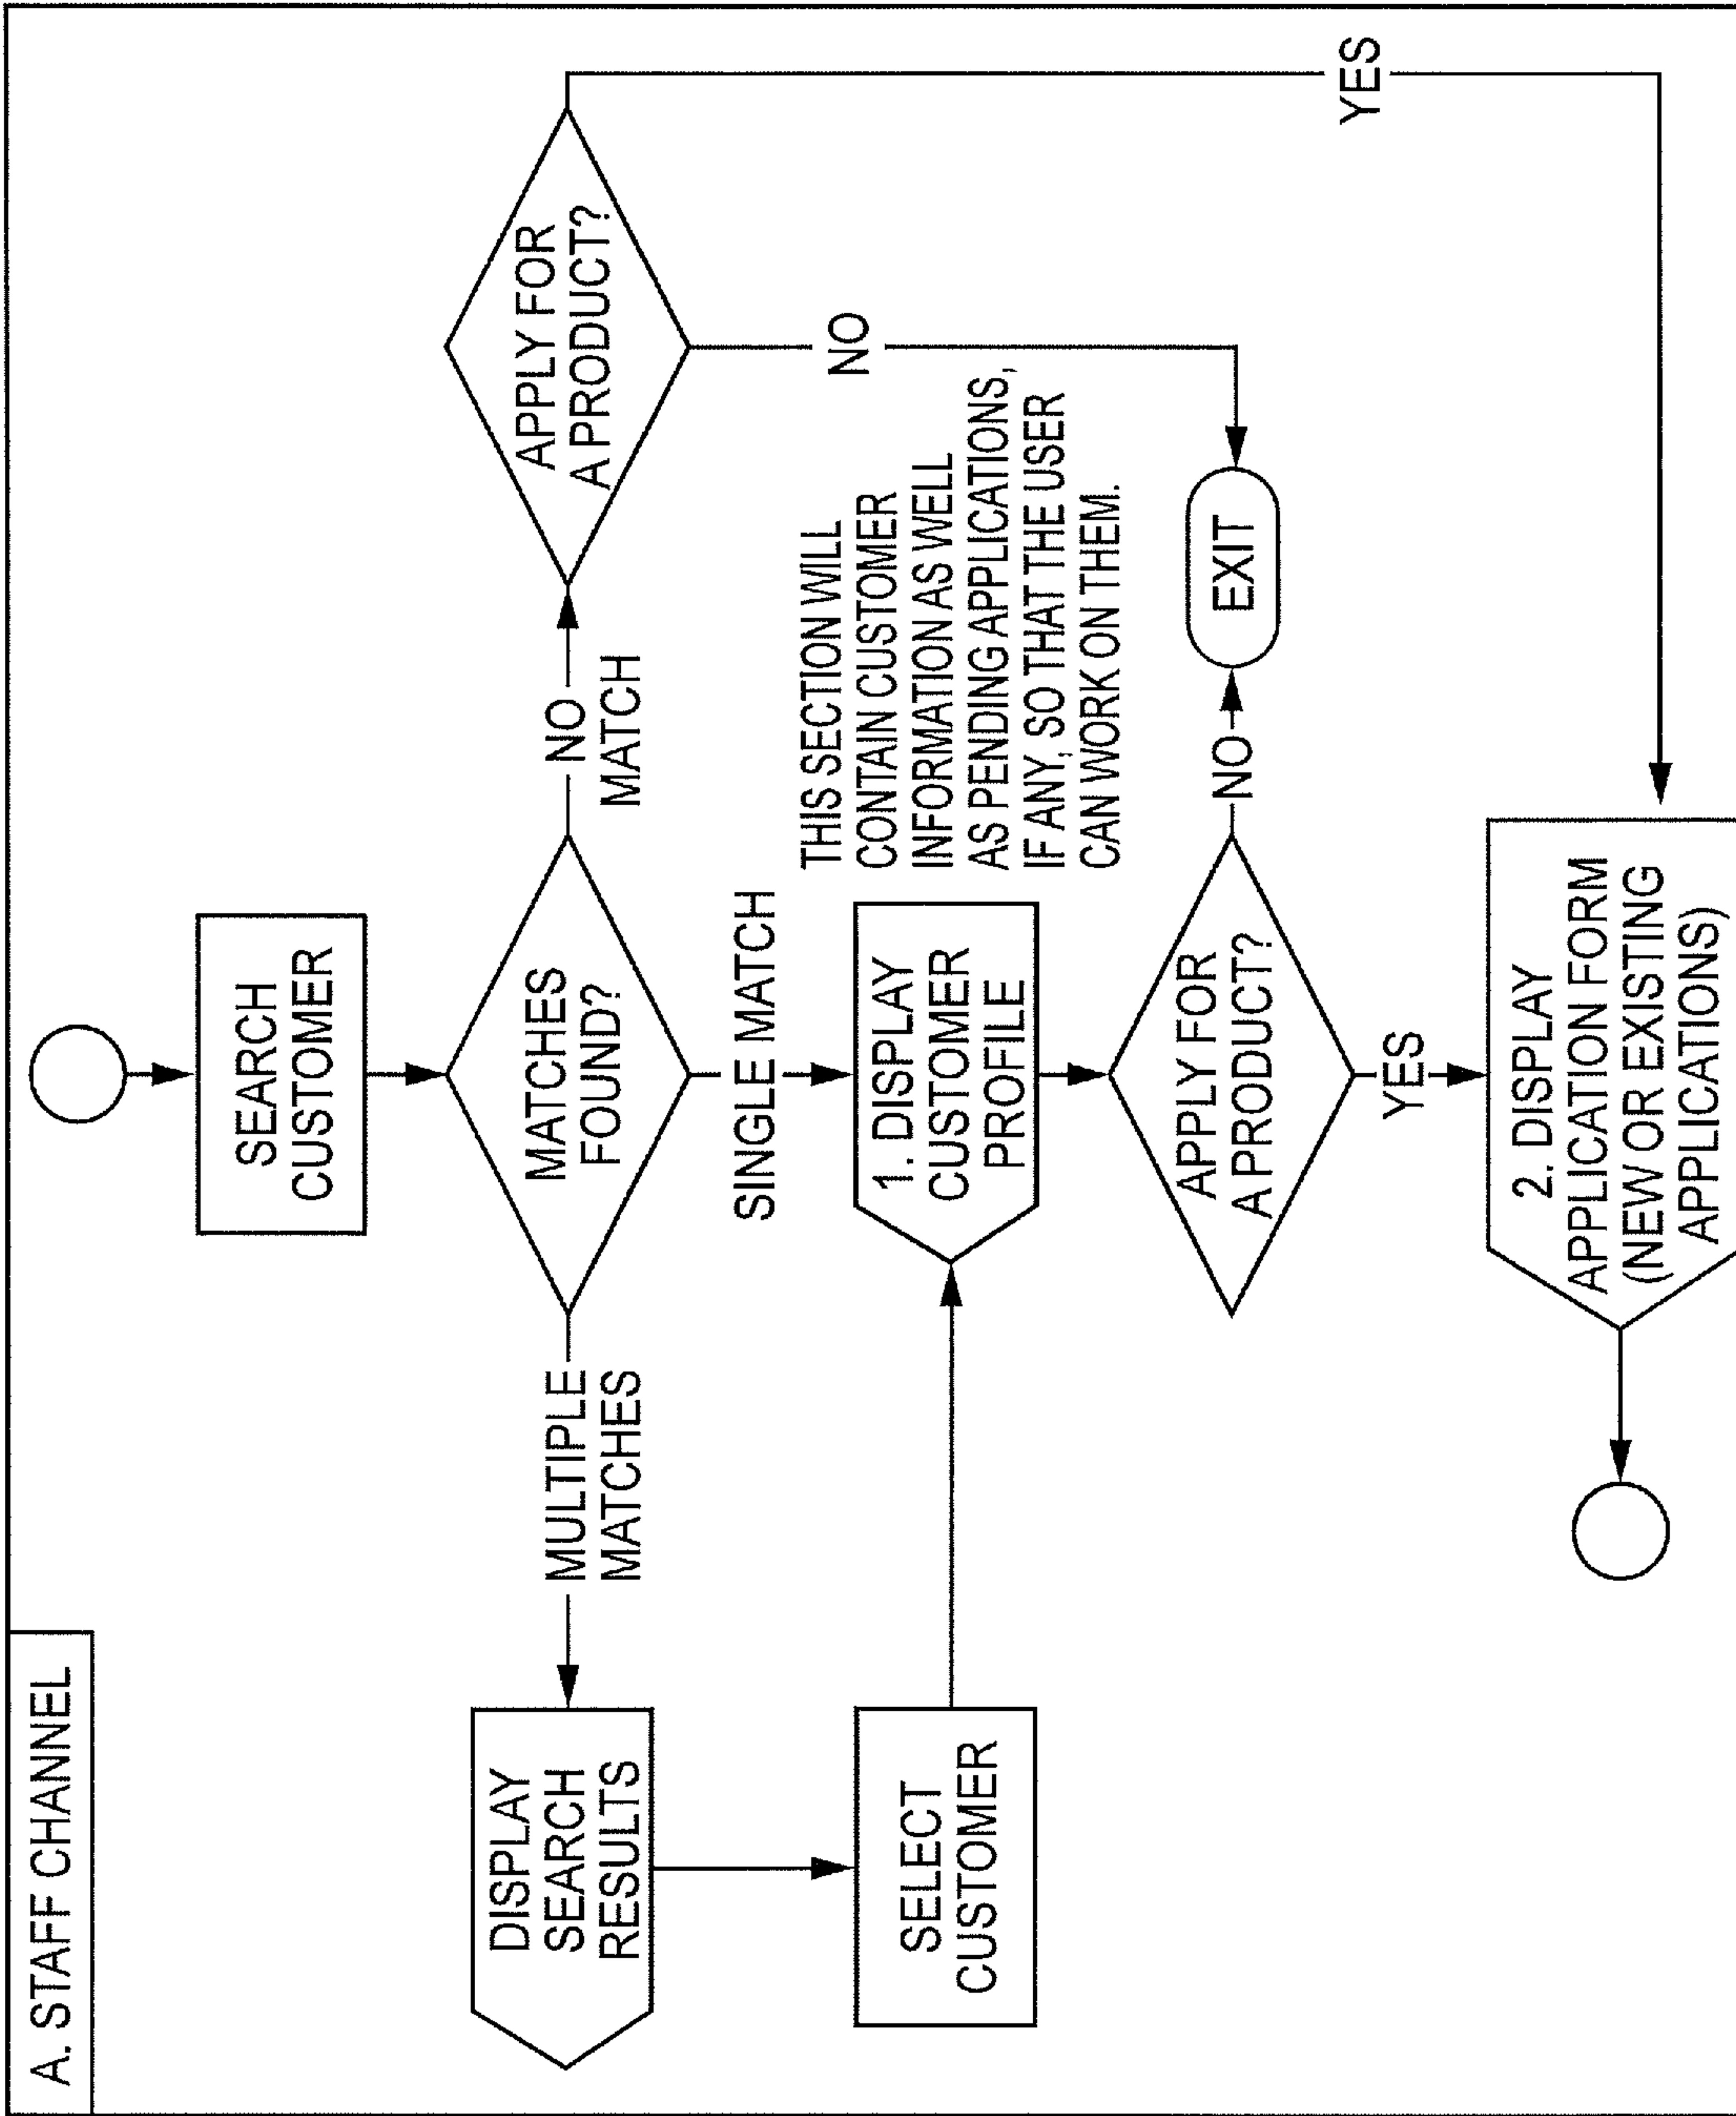 A. STAFF CHANNEL
SEARCH
CUSTOMER
MATCHES
FOUND?
MULTIPLE
MATCHES
NO
MATCH
APPLY FOR
A PRODUCT?
DISPLAY
SEARCH
RESULTS
SINGLE MATCH
NO
YES
THIS SECTION WILL
CONTAIN CUSTOMER
INFORMATION AS WELL
AS PENDING APPLICATIONS,
IF ANY, SO THAT THE USER
CAN WORK ON THEM.
SELECT
CUSTOMER
1. DISPLAY
CUSTOMER
PROFILE
APPLY FOR
A PRODUCT?
NO
EXIT
YES
2. DISPLAY
APPLICATION FORM
(NEW OR EXISTING
APPLICATIONS)